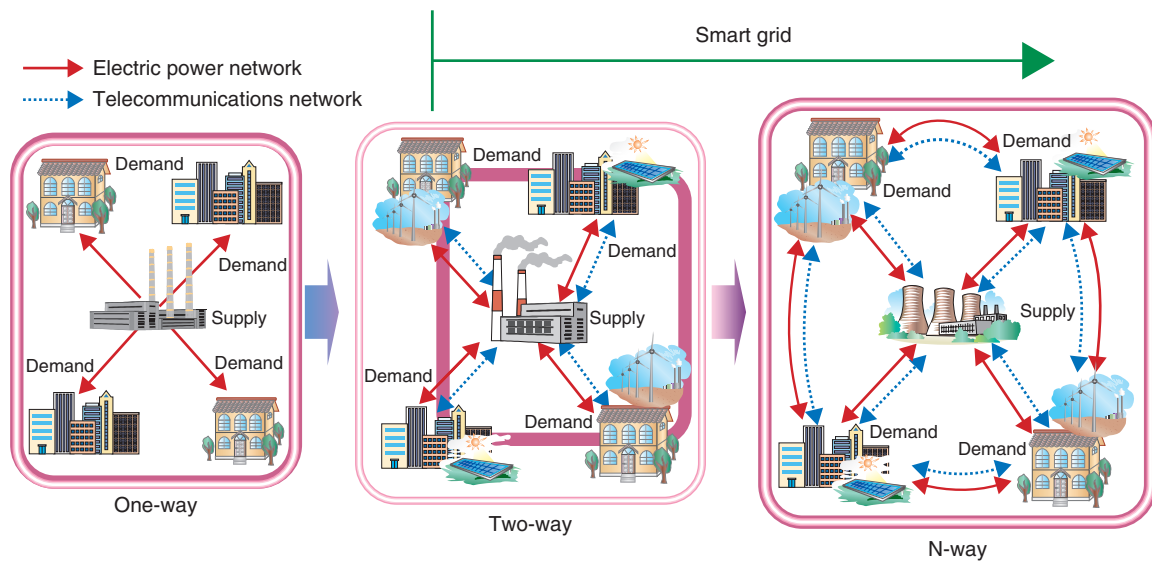 Smart grid
Electric power network
Telecommunications network
Demand
Demand
Supply
Demand
Demand
One-way
Demand
Demand
Supply
Demand
Demand
Two-way
Demand
Demand
Supply
Demand
Demand
N-way